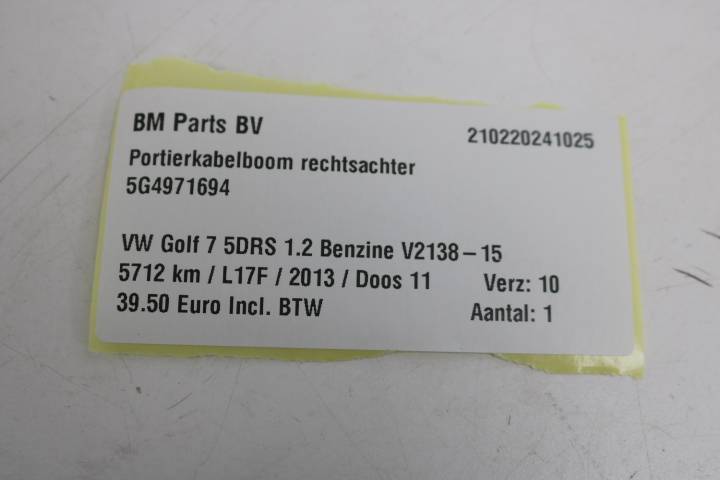 BM Parts BV 210220241025
Portierkabelboom rechtsachter
5G4971694
VW Golf 7 5DRS 1.2 Benzine V2138-15
5712 km / L17F / 2013 / Doos 11 Verz: 10
39.50 Euro Incl. BTW Aantal: 1